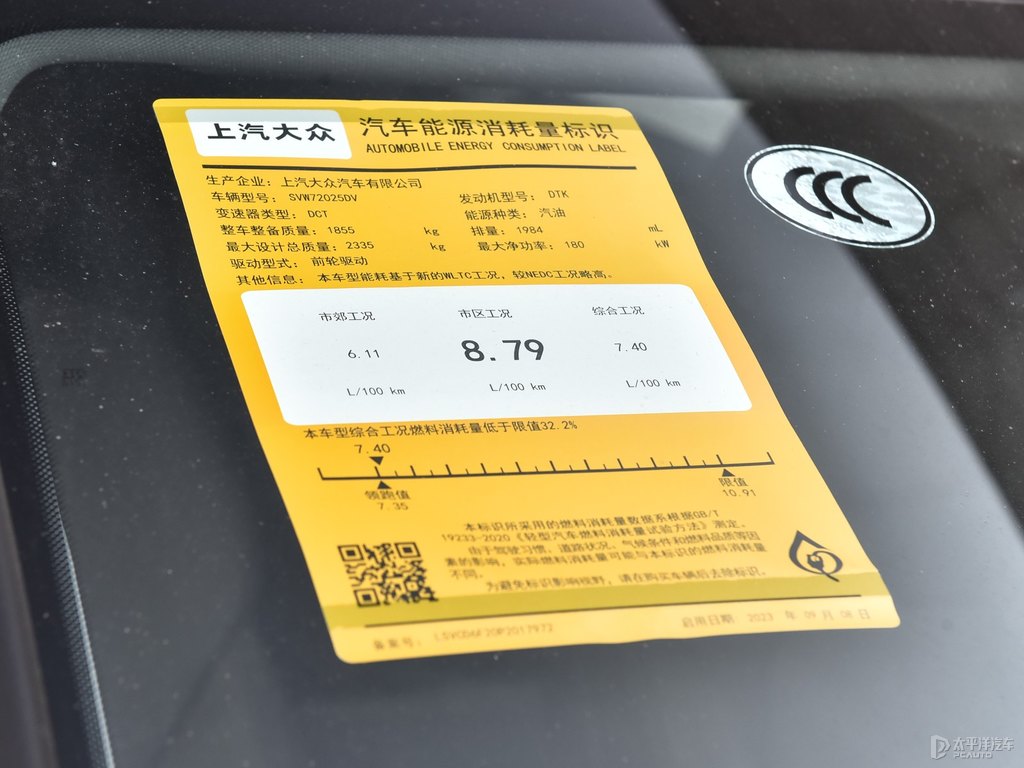 上汽大众
汽车能源消耗量标识
AUTOMOBILE ENERGY CONSUMPTION LABEL
生产企业: 上汽大众汽车有限公司
车辆型号: SVW72025DV 发动机型号: DTK
变速器类型: DCT 能源种类: 汽油
整车整备质量: 1855 kg 排量: 1984 mL
最大设计总质量: 2335 kg 最大净功率: 180 kW
驱动型式: 前轮驱动
其他信息: 本车型能耗基于新的WLTC工况，较NEDC工况略高。
市郊工况 市区工况 综合工况
6.11 8.79 7.40
L/100 km L/100 km L/100 km
本车型综合工况燃料消耗量低于限值32.2%
7.40
领跑值 限值
7.35 10.91
本标识所采用的燃料消耗量数据系根据GB/T
19233-2020《轻型汽车燃料消耗量试验方法》测定。
由于驾驶习惯、道路状况、气候条件和燃料品质等因
素的影响，实际燃料消耗量可能与本标识的燃料消耗量
不同。
为避免标识影响视野，请在购买车辆后去除标识。
备案号:
启用日期: 2023 年 09 月 08 日
CCC
太平洋汽车
PCAUTO